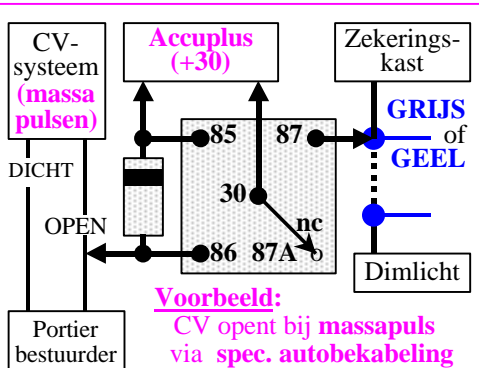 CV-
systeem
(massa
pulsen)
Accuplus
(+30)
Zekerings-
kast
85
87
GRIJS
of
GEEL
DICHT
30
nc
OPEN
86
87A
Dimlicht
Portier
bestuurder
Voorbeeld:
CV opent bij massapuls
via spec. autobekabeling